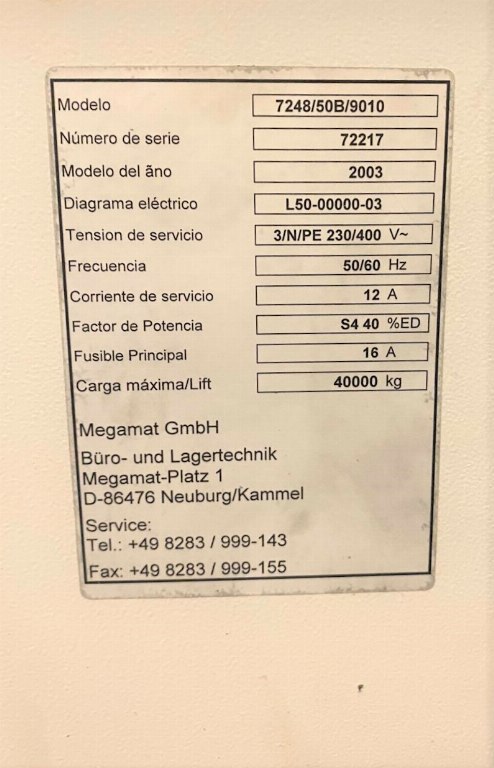 Modelo 7248/50B/9010
Número de serie 72217
Modelo del ãno 2003
Diagrama eléctrico L50-00000-03
Tension de servicio 3/N/PE 230/400 V~
Frecuencia 50/60 Hz
Corriente de servicio 12 A
Factor de Potencia S4 40 %ED
Fusible Principal 16 A
Carga máxima/Lift 40000 kg
Megamat GmbH
Büro- und Lagertechnik
Megamat-Platz 1
D-86476 Neuburg/Kammel
Service:
Tel.: +49 8283 / 999-143
Fax: +49 8283 / 999-155